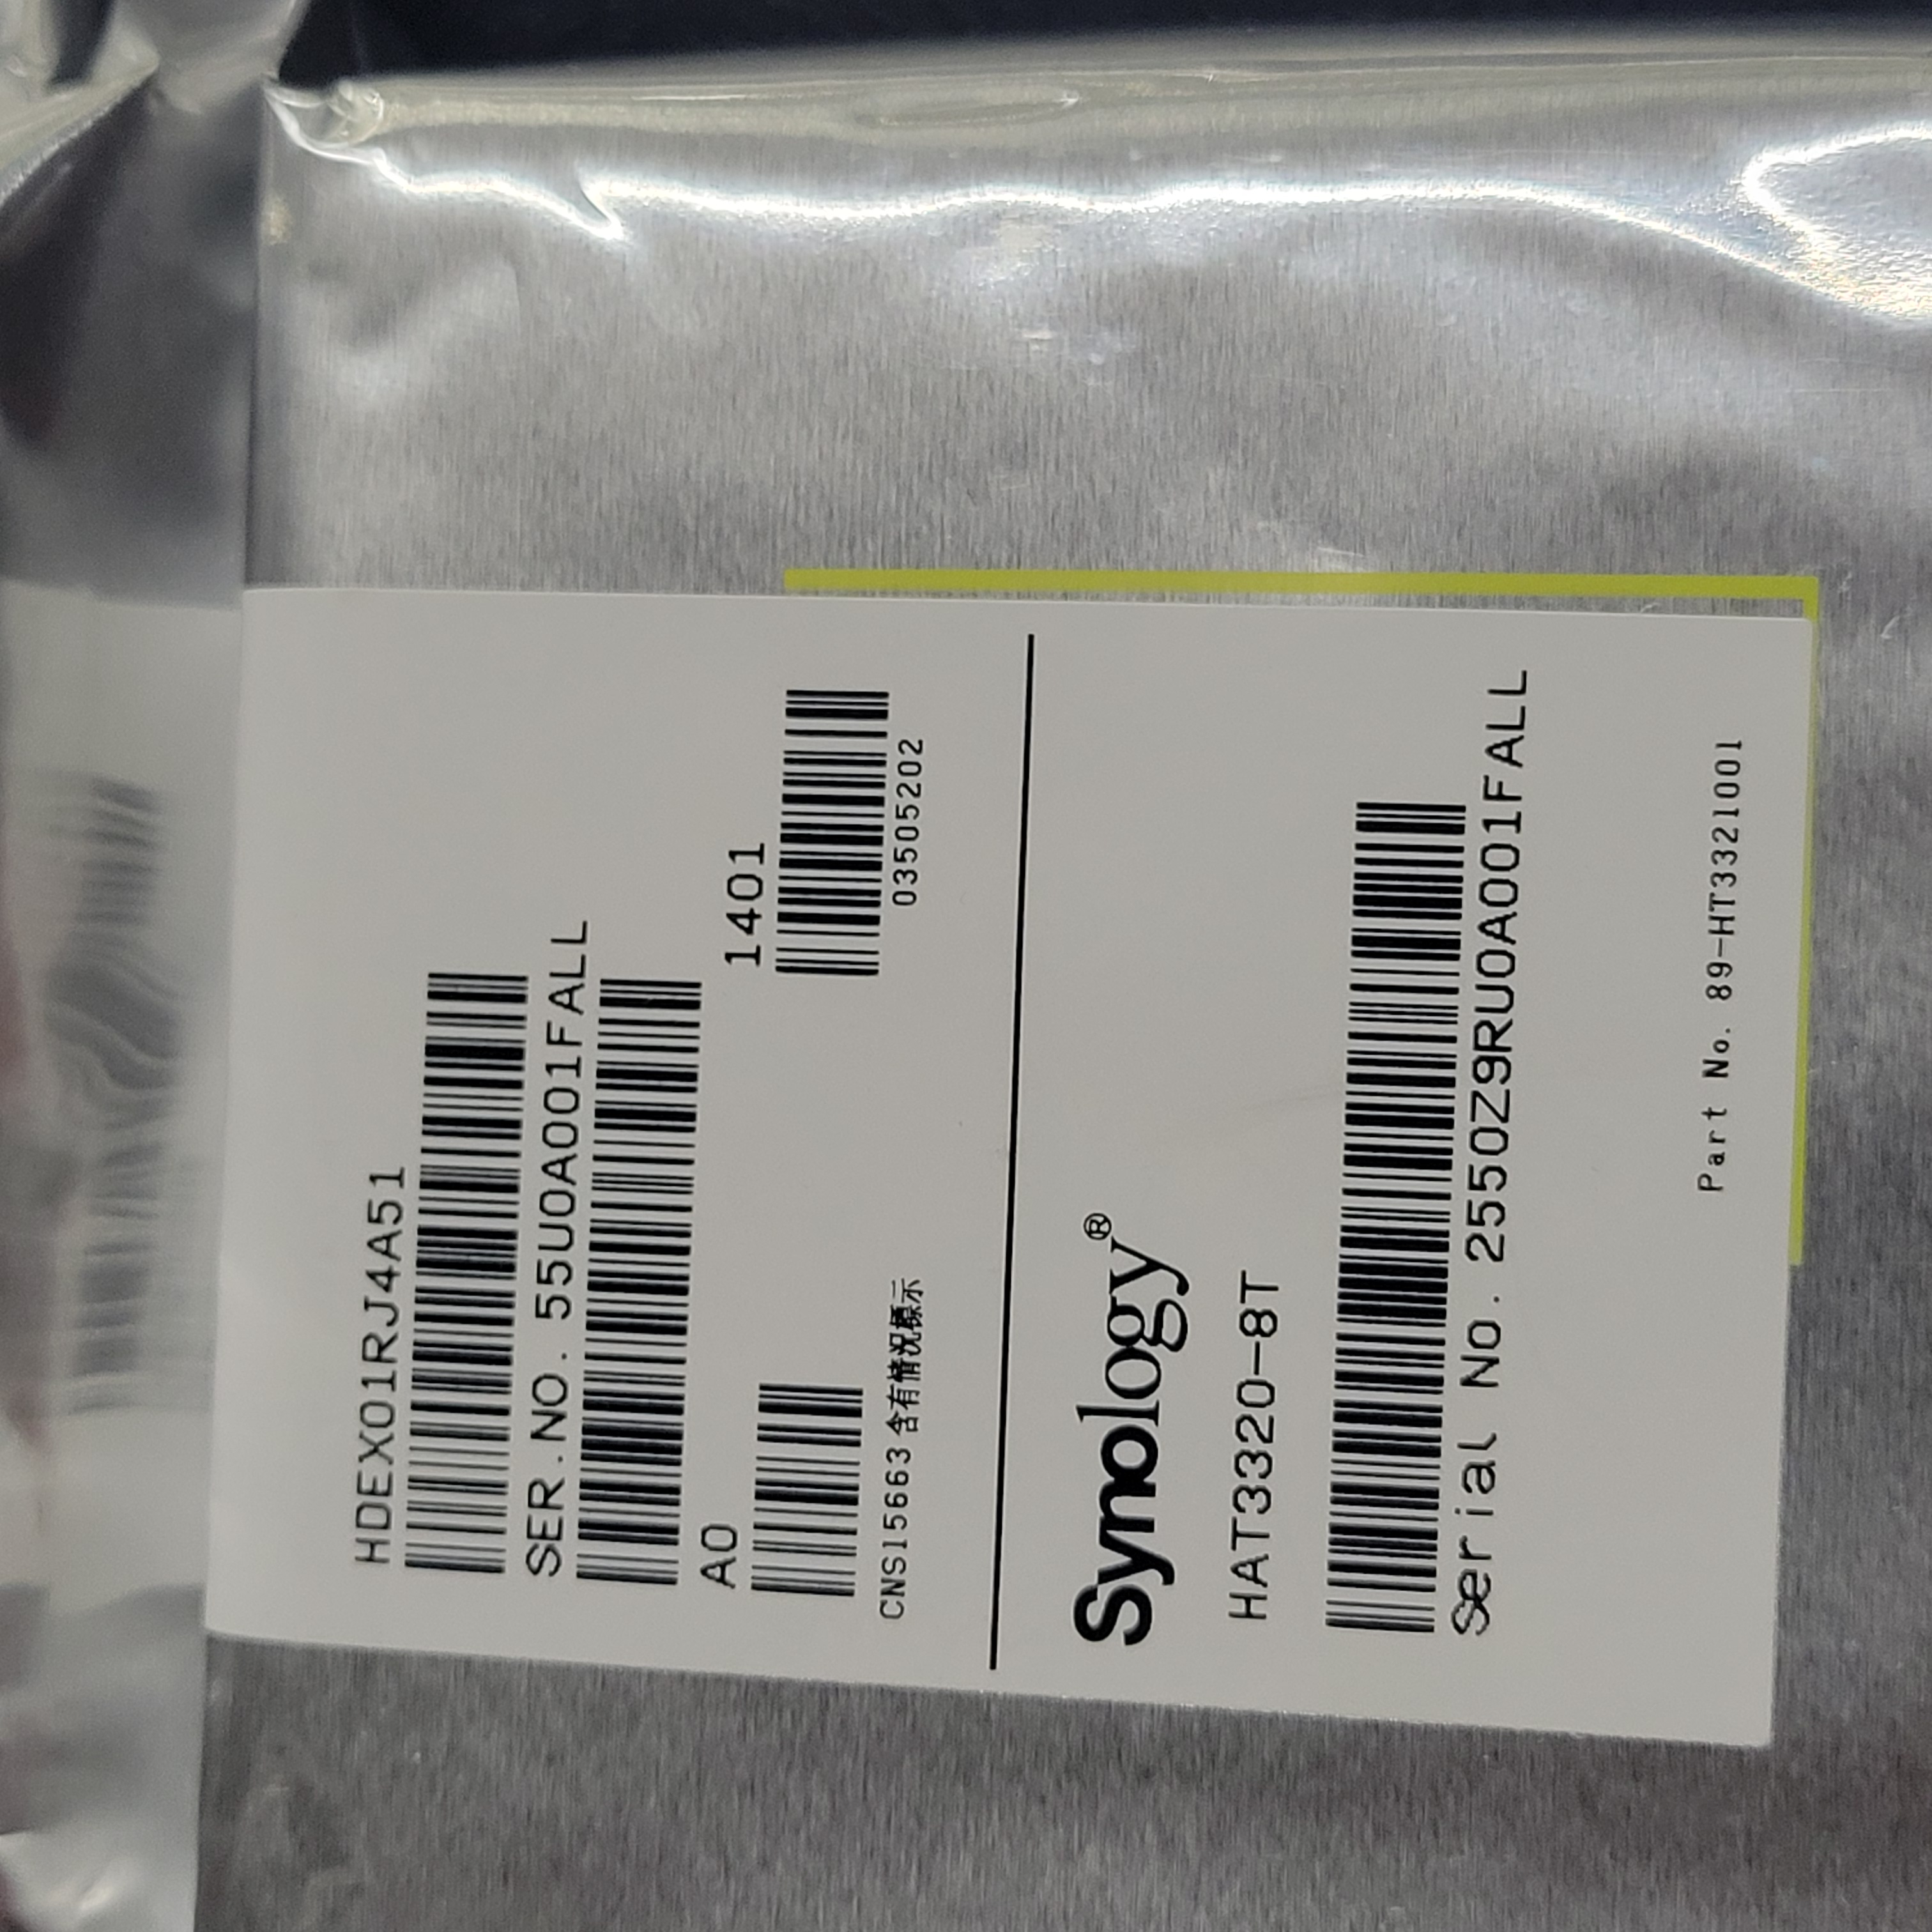 HDEX01RJ4A51
SER.NO. 55U0A001FALL
A0
1401
03505202
CNS15663 含有情況標示
Synology®
HAT3320-8T
Serial No. 2550Z9RU0A001FALL
Part No. 89-HT3321001